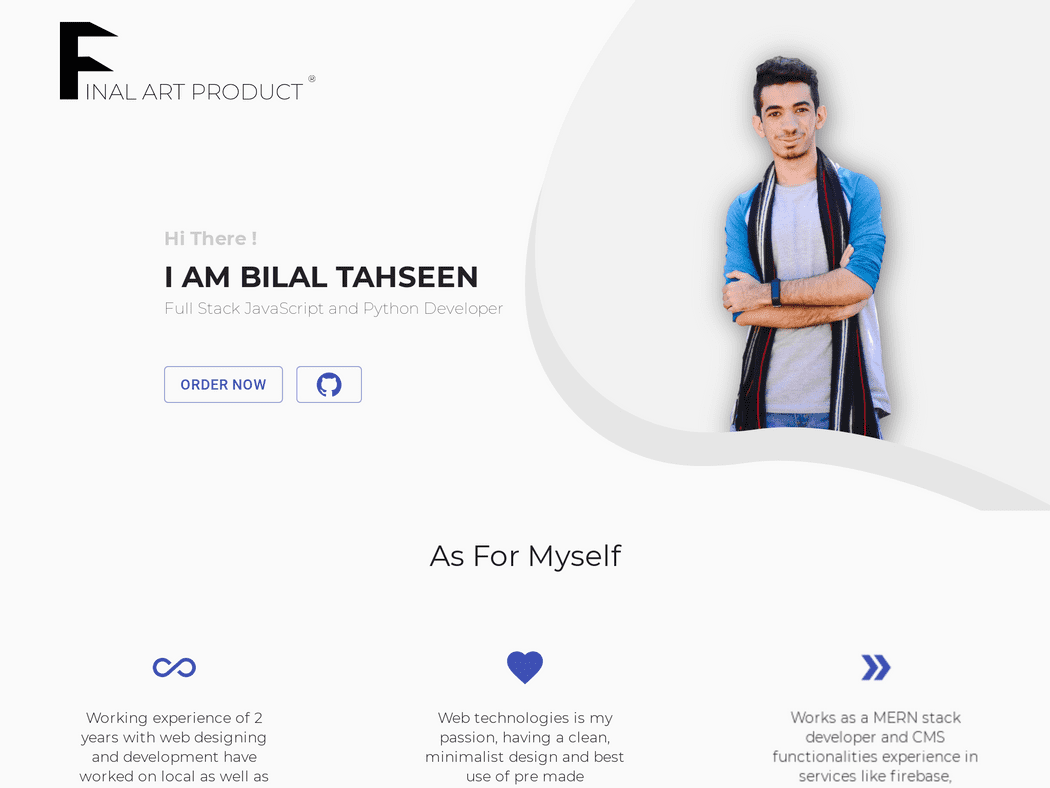 FINAL ART PRODUCT ®
Hi There !
I AM BILAL TAHSEEN
Full Stack JavaScript and Python Developer
ORDER NOW
As For Myself
Working experience of 2
years with web designing
and development have
worked on local as well as
Web technologies is my
passion, having a clean,
minimalist design and best
use of pre made
Works as a MERN stack
developer and CMS
functionalities experience in
services like firebase,